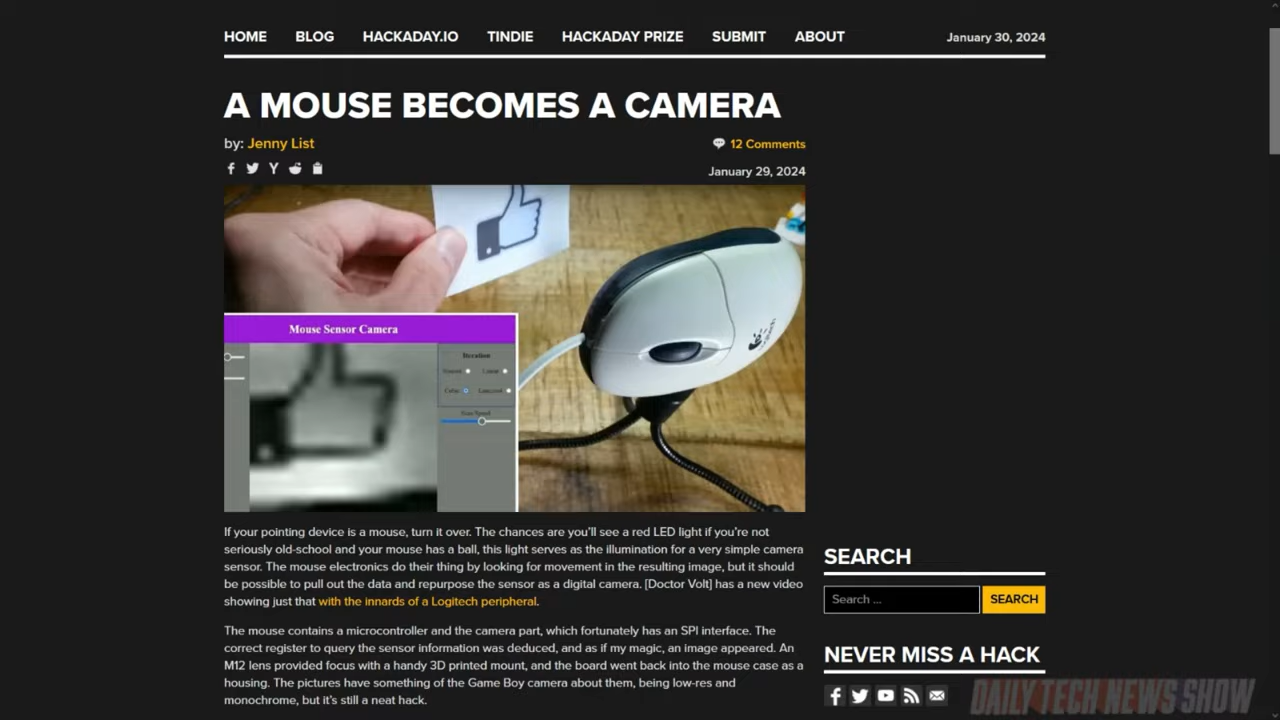 HOME BLOG HACKADAY.IO TINDIE HACKADAY PRIZE SUBMIT ABOUT January 30, 2024
A MOUSE BECOMES A CAMERA
by: Jenny List
12 Comments
January 29, 2024
Mouse Sensor Camera
logitech
If your pointing device is a mouse, turn it over. The chances are you'll see a red LED light if you're not
seriously old-school and your mouse has a ball, this light serves as the illumination for a very simple camera
sensor. The mouse electronics do their thing by looking for movement in the resulting image, but it should
be possible to pull out the data and repurpose the sensor as a digital camera. [Doctor Volt] has a new video
showing just that with the innards of a Logitech peripheral.
The mouse contains a microcontroller and the camera part, which fortunately has an SPI interface. The
correct register to query the sensor information was deduced, and as if my magic, an image appeared. An
M12 lens provided focus with a handy 3D printed mount, and the board went back into the mouse case as a
housing. The pictures have something of the Game Boy camera about them, being low-res and
monochrome, but it's still a neat hack.
SEARCH
Search ...
SEARCH
NEVER MISS A HACK
DAILY TECH NEWS SHOW